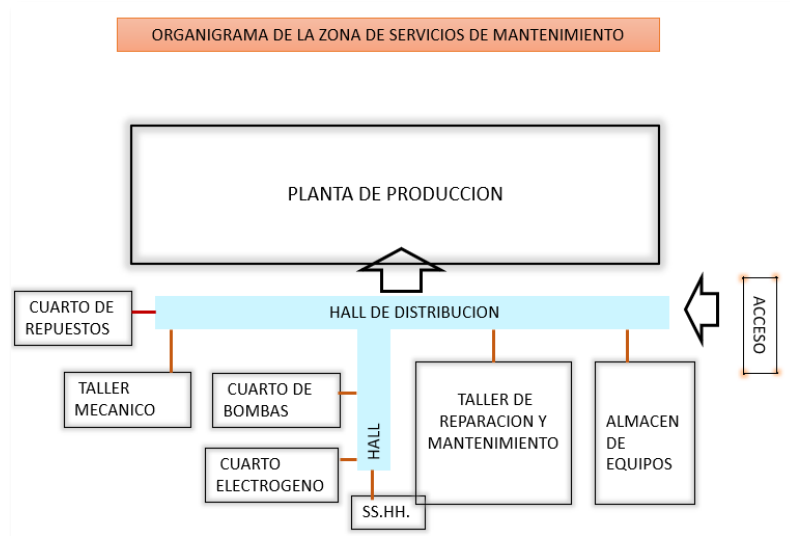 ORGANIGRAMA DE LA ZONA DE SERVICIOS DE MANTENIMIENTO
PLANTA DE PRODUCCION
CUARTO DE
REPUESTOS
HALL DE DISTRIBUCION
ACCESO
TALLER
MECANICO
CUARTO DE
BOMBAS
HALL
CUARTO
ELECTROGENO
SS.HH.
TALLER DE
REPARACION Y
MANTENIMIENTO
ALMACEN
DE
EQUIPOS